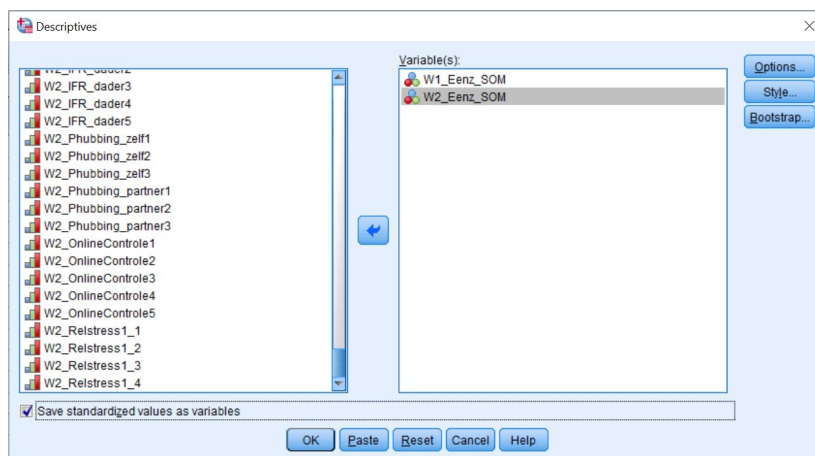 Descriptives
W2_IFR_dader2
W2_IFR_dader3
W2_IFR_dader4
W2_IFR_dader5
W2_Phubbing_zelf1
W2_Phubbing_zelf2
W2_Phubbing_zelf3
W2_Phubbing_partner1
W2_Phubbing_partner2
W2_Phubbing_partner3
W2_OnlineControle1
W2_OnlineControle2
W2_OnlineControle3
W2_OnlineControle4
W2_OnlineControle5
W2_Relstress1_1
W2_Relstress1_2
W2_Relstress1_3
W2_Relstress1_4
Variable(s):
W1_Eenz_SOM
W2_Eenz_SOM
Options...
Style...
Bootstrap...
Save standardized values as variables
OK Paste Reset Cancel Help